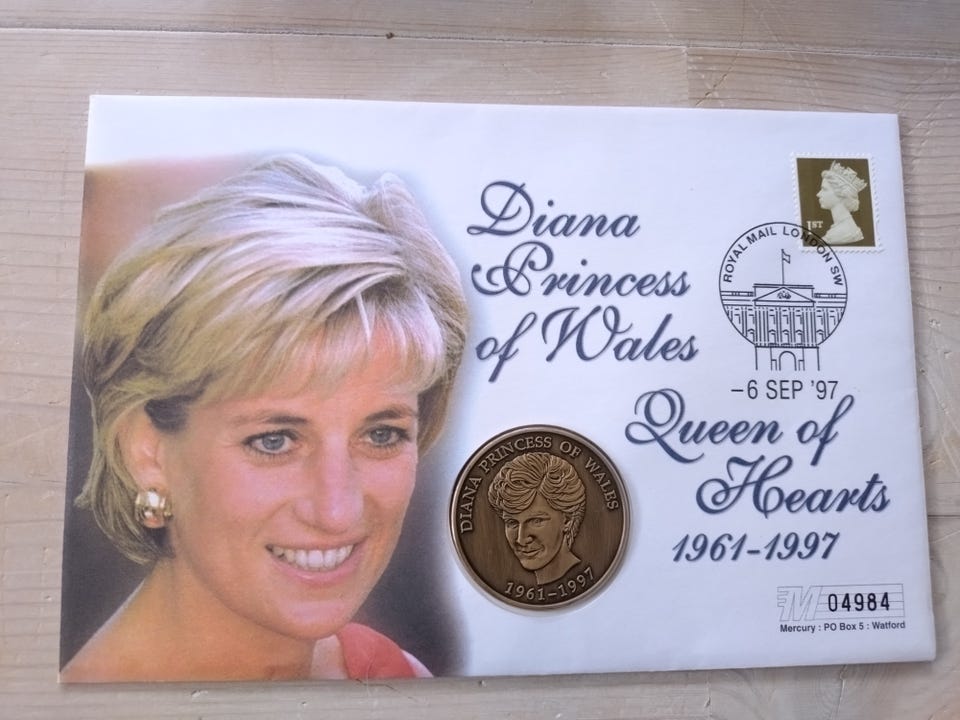 Diana
Princess
of Wales
1ST
ROYAL MAIL LONDON SW
-6 SEP '97
Queen of
Hearts
1961-1997
DIANA PRINCESS OF WALES
1961-1997
M 04984
Mercury : PO Box 5 : Watford